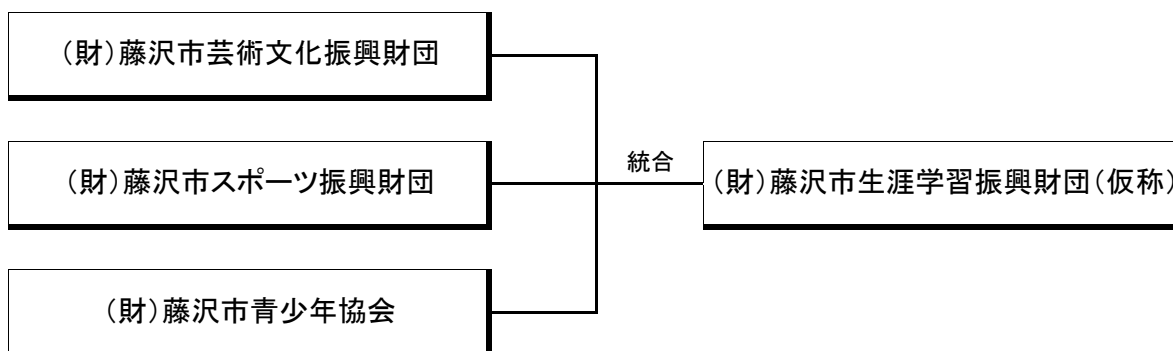 （財）藤沢市芸術文化振興財団
（財）藤沢市スポーツ振興財団
統合
（財）藤沢市生涯学習振興財団（仮称）
（財）藤沢市青少年協会